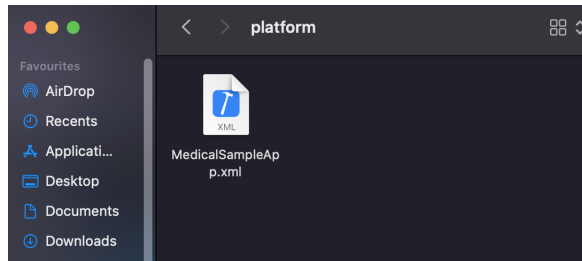 platform
Favourites
AirDrop
Recents
Applicati...
Desktop
Documents
Downloads
XML
MedicalSampleAp
p.xml